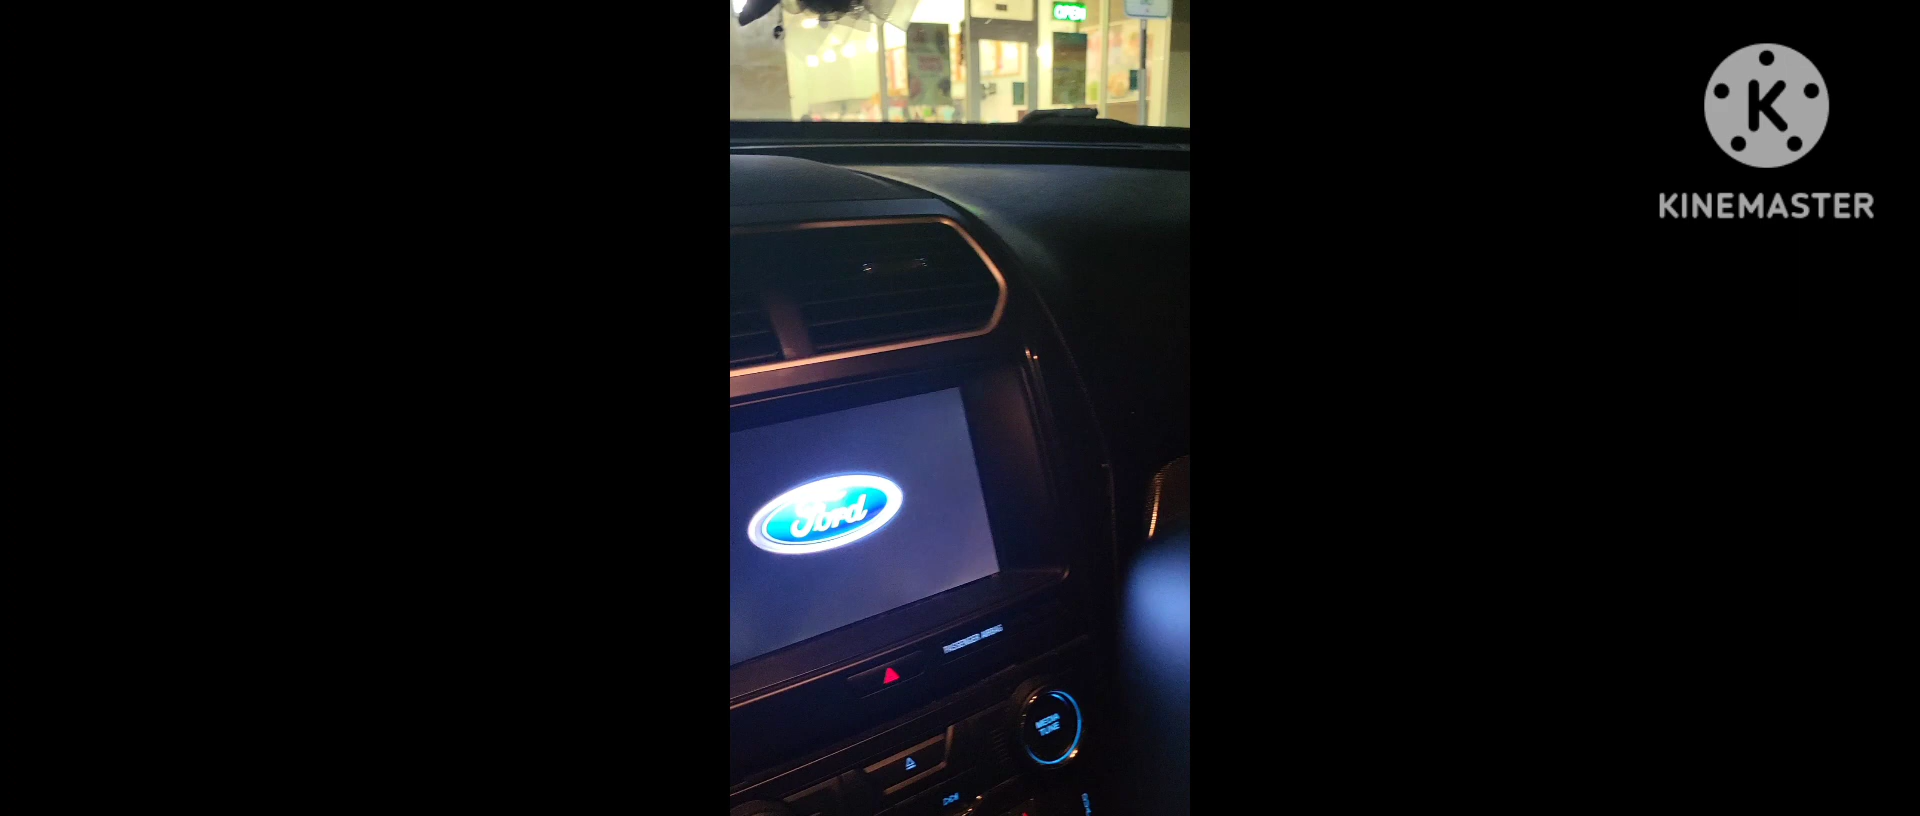 OPEN
K
KINEMASTER
Ford
PASSENGER AIRBAG
MEDIA
TUNE